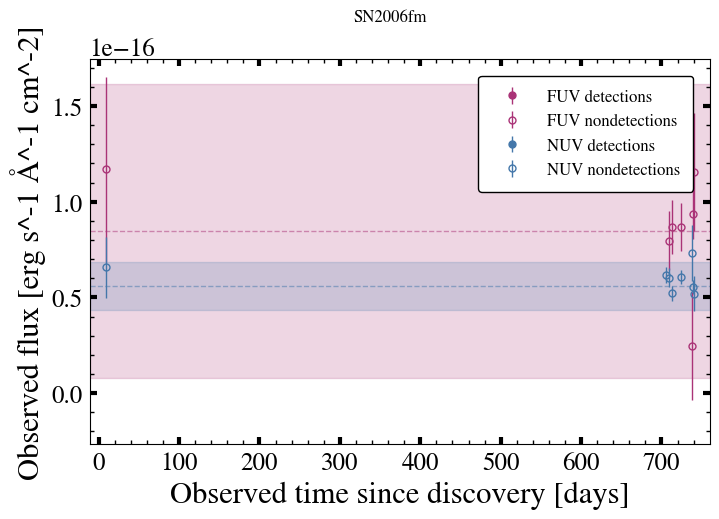 SN2006fm
1e−16
Observed flux [erg s^-1 Å^-1 cm^-2]
1.5
1.0
0.5
0.0
FUV detections
FUV nondetections
NUV detections
NUV nondetections
0 100 200 300 400 500 600 700
Observed time since discovery [days]